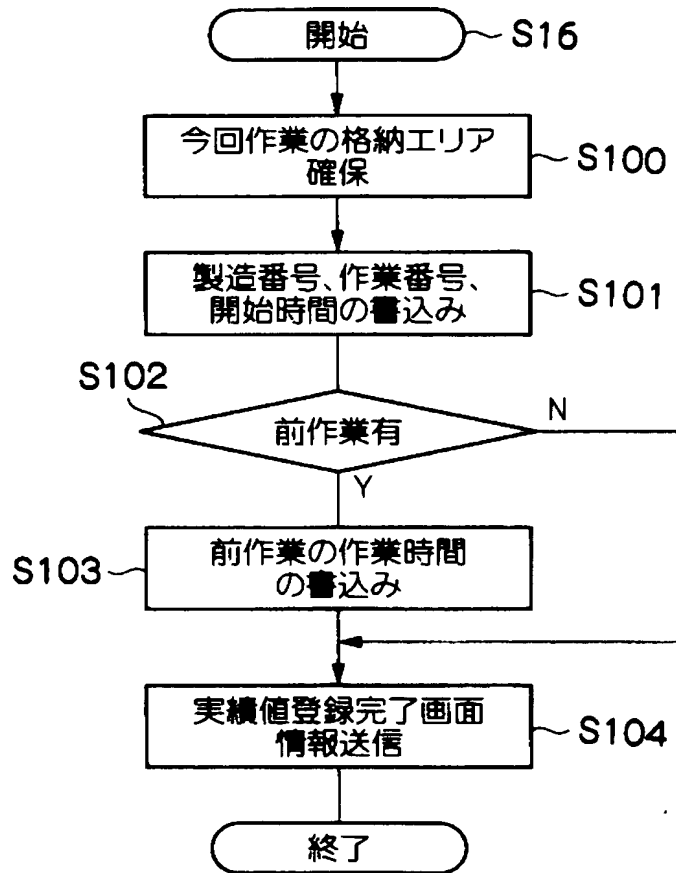 開始
S16
今回作業の格納エリア
確保
S100
製造番号、作業番号、
開始時間の書込み
S101
S102
前作業有
N
Y
S103
前作業の作業時間
の書込み
実績値登録完了画面
情報送信
S104
終了